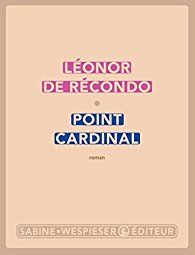 LÉONOR
DE RÉCONDO
POINT
CARDINAL
roman
SABINE • WESPIESER ÉDITEUR